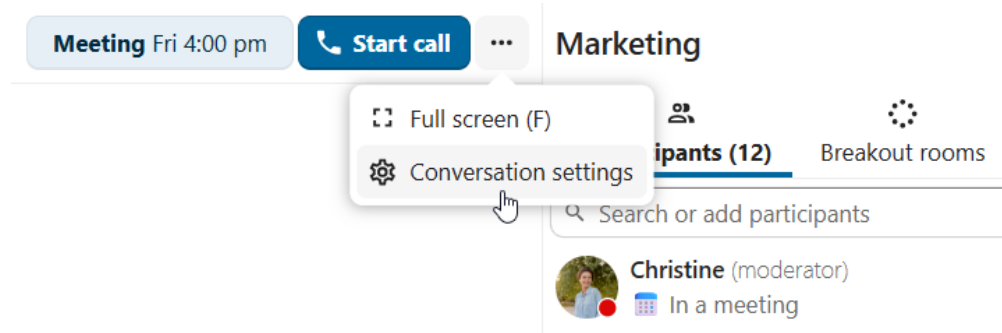 Meeting Fri 4:00 pm
Start call
Marketing
Full screen (F)
Conversation settings
ipants (12)
Breakout rooms
Search or add participants
Christine (moderator)
In a meeting